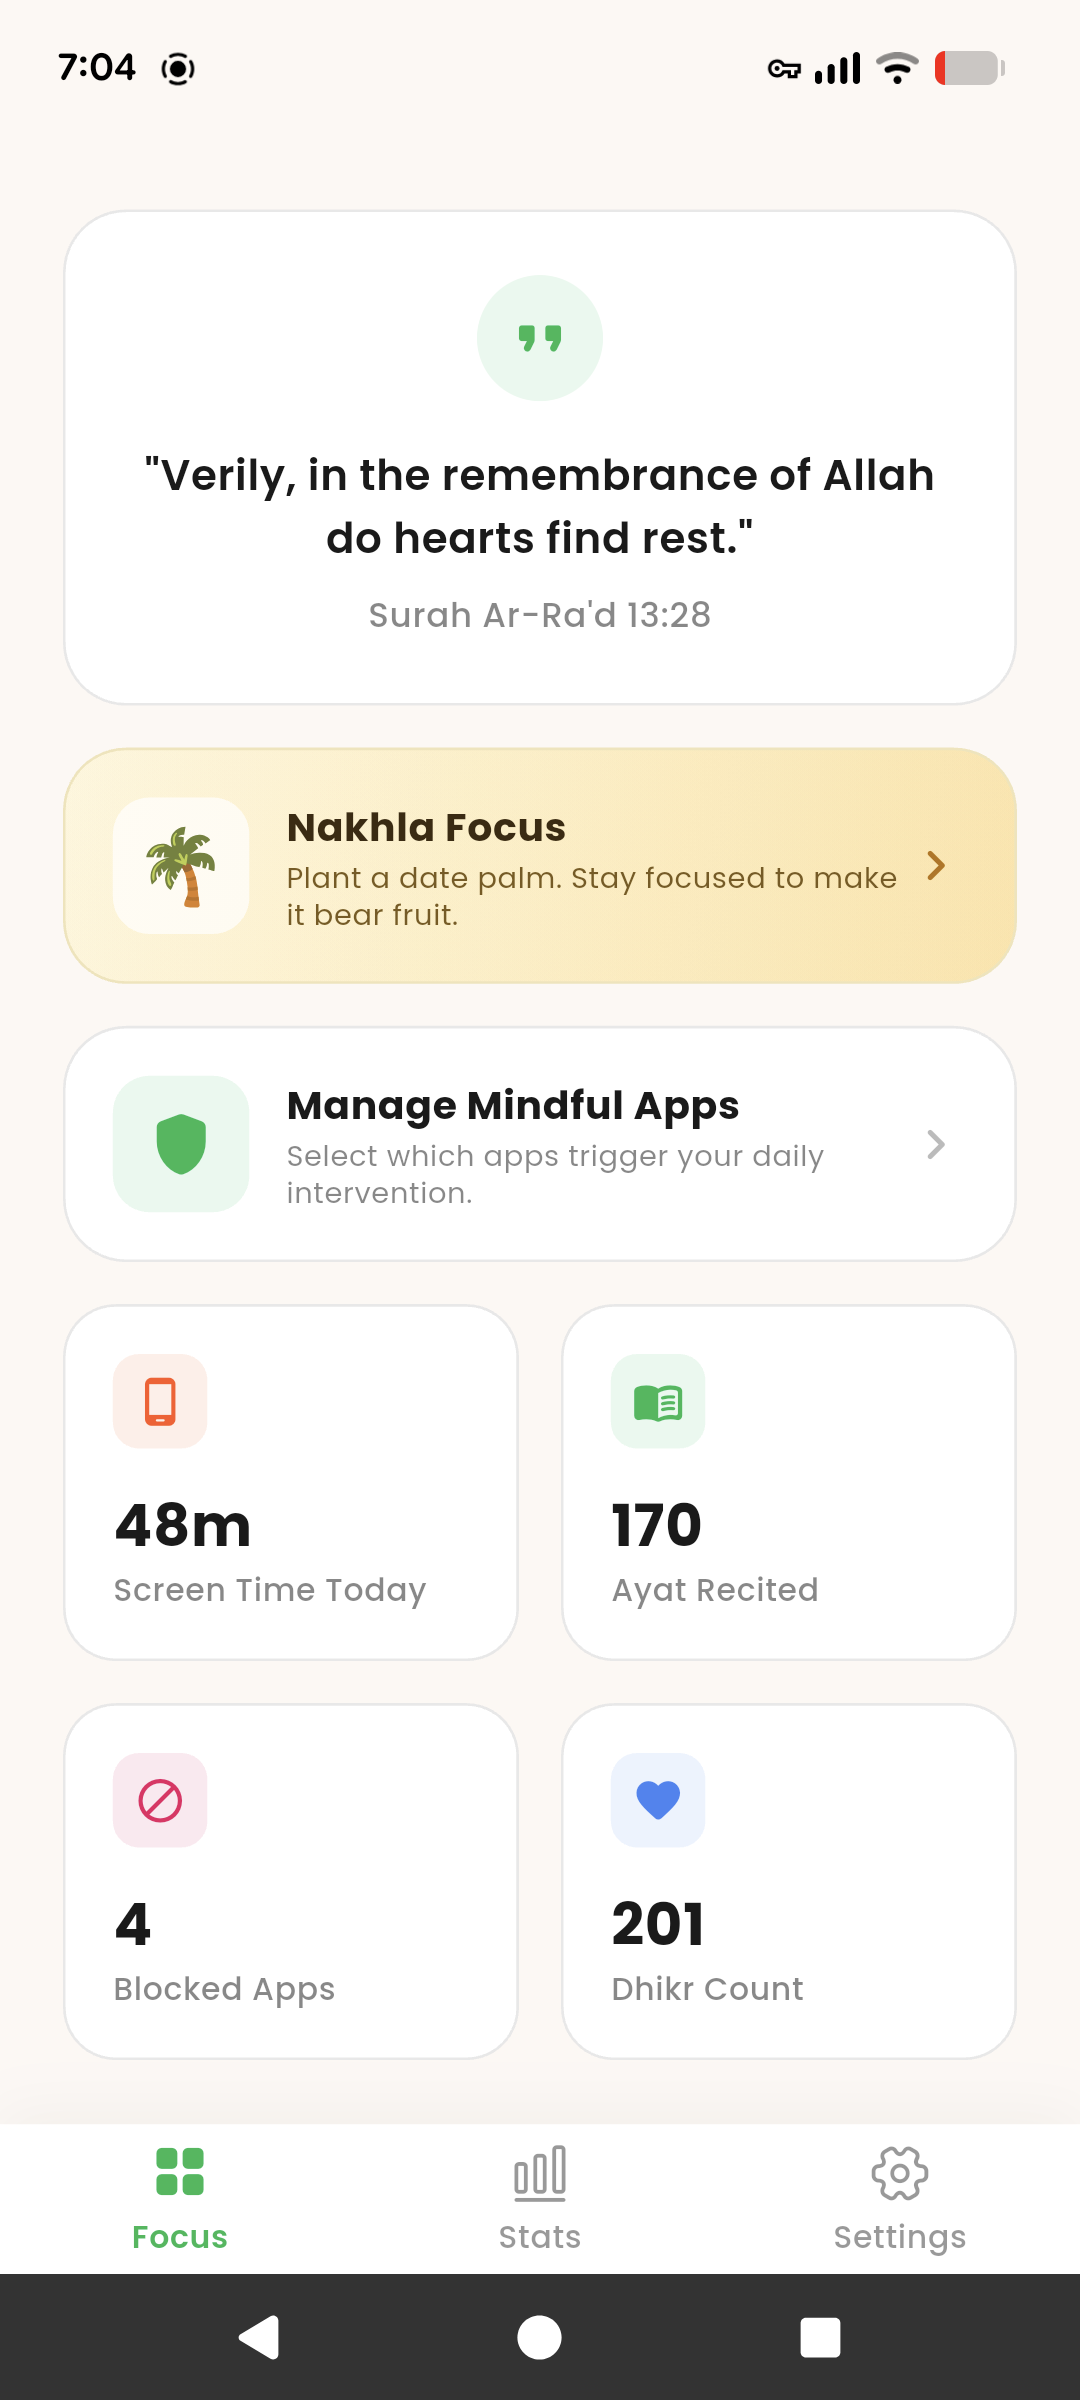 7:04
"Verily, in the remembrance of Allah
do hearts find rest."
Surah Ar-Ra'd 13:28
Nakhla Focus
Plant a date palm. Stay focused to make
it bear fruit.
Manage Mindful Apps
Select which apps trigger your daily
intervention.
48m
Screen Time Today
170
Ayat Recited
4
Blocked Apps
201
Dhikr Count
Focus
Stats
Settings